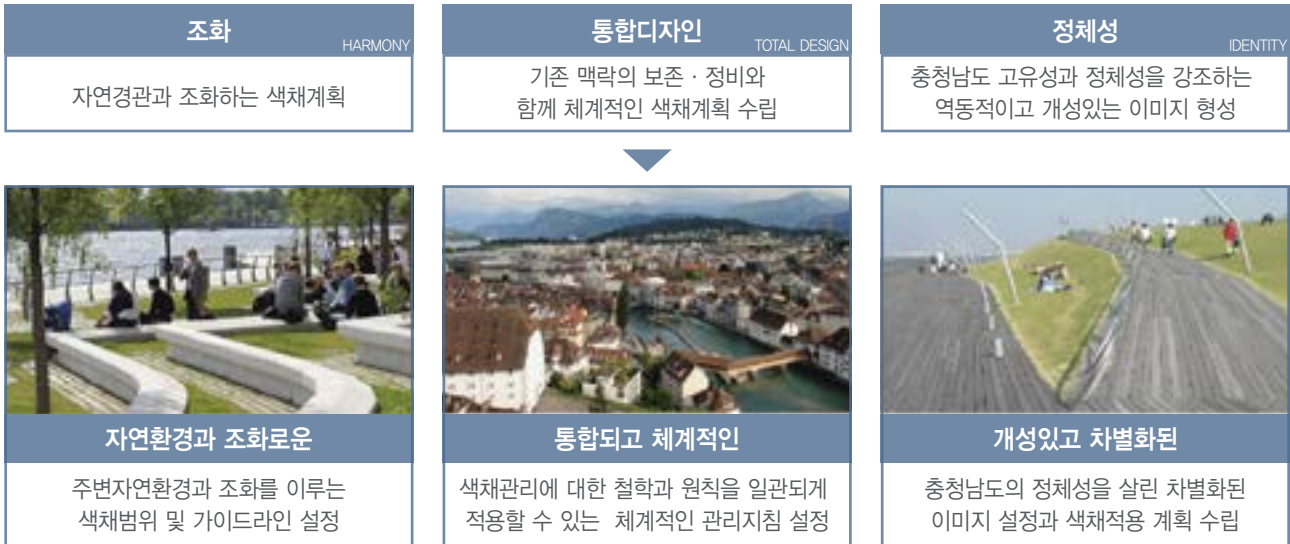 조화
HARMONY
자연경관과 조화하는 색채계획
통합디자인
TOTAL DESIGN
기존 맥락의 보존 · 정비와
함께 체계적인 색채계획 수립
정체성
IDENTITY
충청남도 고유성과 정체성을 강조하는
역동적이고 개성있는 이미지 형성
자연환경과 조화로운
주변자연환경과 조화를 이루는
색채범위 및 가이드라인 설정
통합되고 체계적인
색채관리에 대한 철학과 원칙을 일관되게
적용할 수 있는 체계적인 관리지침 설정
개성있고 차별화된
충청남도의 정체성을 살린 차별화된
이미지 설정과 색채적용 계획 수립